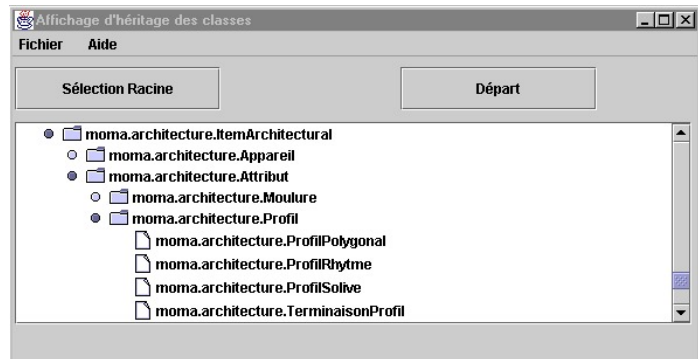 Affichage d'héritage des classes
Fichier Aide
Sélection Racine Départ
moma.architecture.ItemArchitectural
moma.architecture.Appareil
moma.architecture.Attribut
moma.architecture.Moulure
moma.architecture.Profil
moma.architecture.ProfilPolygonal
moma.architecture.ProfilRhytme
moma.architecture.ProfilSolive
moma.architecture.TerminaisonProfil